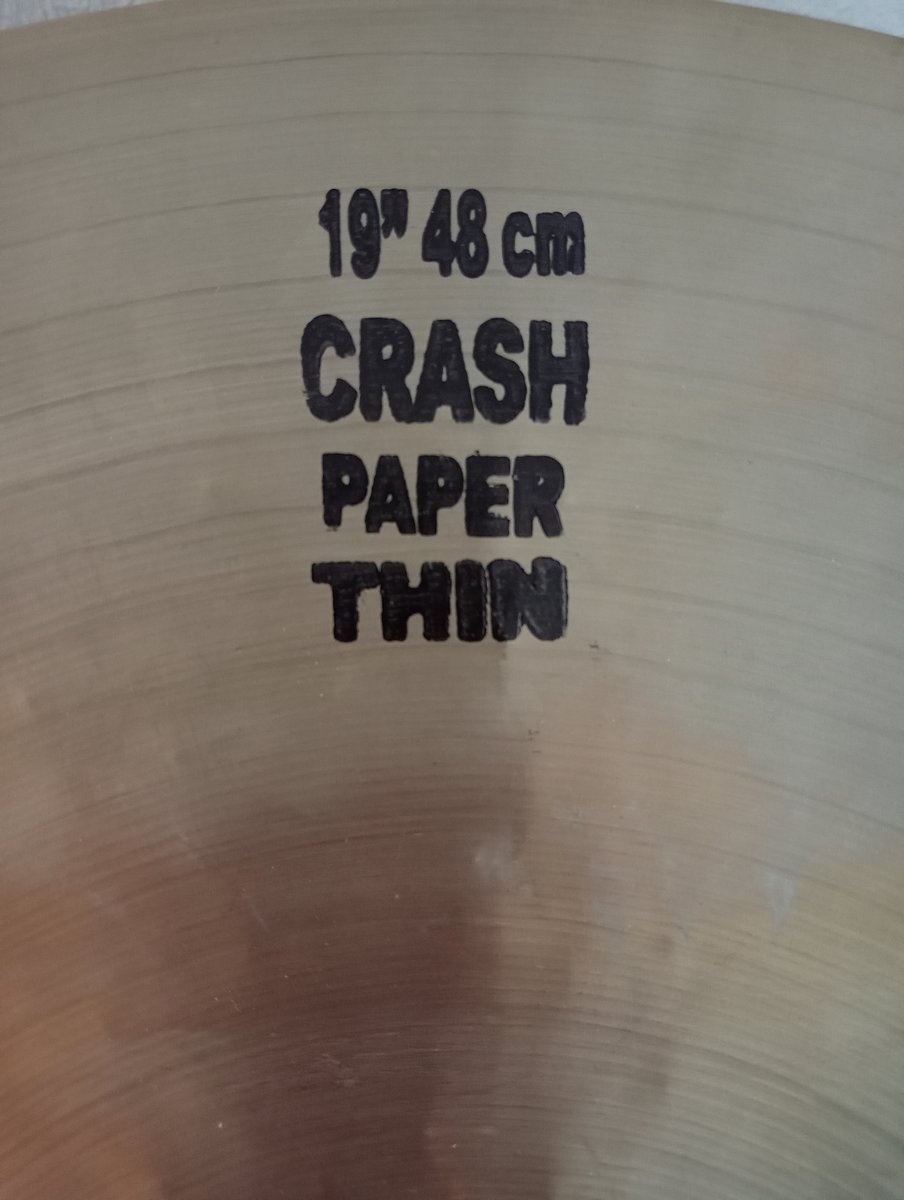 19" 48 cm
CRASH
PAPER
THIN